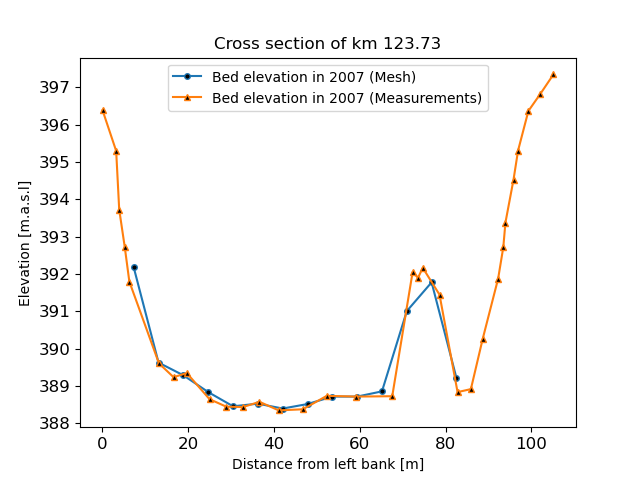 Cross section of km 123.73
Bed elevation in 2007 (Mesh)
Bed elevation in 2007 (Measurements)
Elevation [m.a.s.l]
397
396
395
394
393
392
391
390
389
388
0 20 40 60 80 100
Distance from left bank [m]